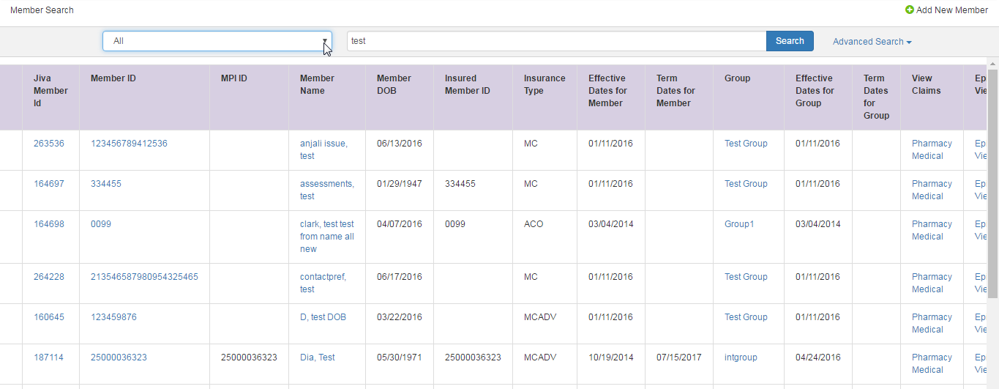 Member Search
Add New Member
All
test
Search
Advanced Search
Jiva Member Id
Member ID
MPI ID
Member Name
Member DOB
Insured Member ID
Insurance Type
Effective Dates for Member
Term Dates for Member
Group
Effective Dates for Group
Term Dates for Group
View Claims
Ep Vie
263536 123456789412536 anjali issue, test 06/13/2016 MC 01/11/2016 Test Group 01/11/2016 Pharmacy Medical Ep Vie
164697 334455 assessments, test 01/29/1947 334455 MC 01/11/2016 Test Group 01/11/2016 Pharmacy Medical Ep Vie
164698 0099 clark, test test from name all new 04/07/2016 0099 ACO 03/04/2014 Group1 03/04/2014 Pharmacy Medical Ep Vie
264228 213546587980954325465 contactpref, test 06/17/2016 MC 01/11/2016 Test Group 01/11/2016 Pharmacy Medical Ep Vie
160645 123459876 D, test DOB 03/22/2016 MCADV 01/11/2016 Test Group 01/11/2016 Pharmacy Medical Ep Vie
187114 25000036323 25000036323 Dia, Test 05/30/1971 25000036323 MCADV 10/19/2014 07/15/2017 intgroup 04/24/2016 Pharmacy Medical Ep Vie